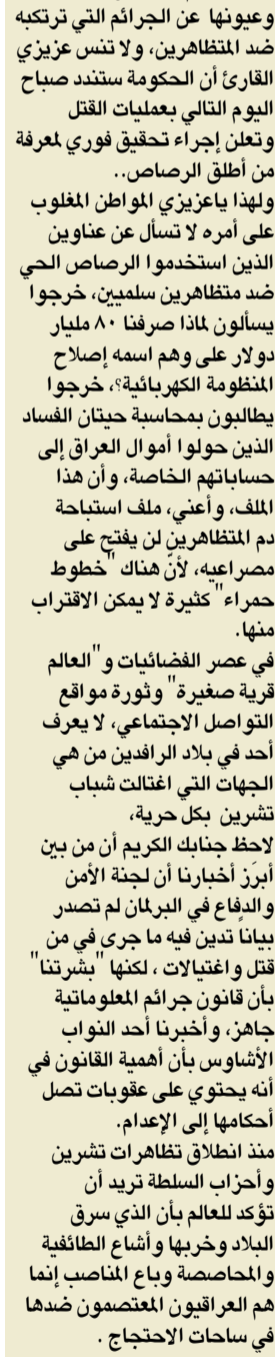 وعيونها عن الجرائم التي ترتكبه
ضد المتظاهرين، ولا تنس عزيزي
القارئ أن الحكومة ستندد صباح
اليوم التالي بعمليات القتل
وتعلن إجراء تحقيق فوري لمعرفة
من أطلق الرصاص..
ولهذا ياعزيزي المواطن المغلوب
على أمره لا تسأل عن عناوين
الذين استخدموا الرصاص الحي
ضد متظاهرين سلميين، خرجوا
يسألون لماذا صرفنا ٨٠ مليار
دولار على وهم اسمه إصلاح
المنظومة الكهربائية؟، خرجوا
يطالبون بمحاسبة حيتان الفساد
الذين حولوا أموال العراق إلى
حساباتهم الخاصة، وأن هذا
الملف، وأعني، ملف استباحة
دم المتظاهرين لن يفتح على
مصراعيه، لأن هناك "خطوط
حمراء" كثيرة لا يمكن الاقتراب
منها.
في عصر الفضائيات و"العالم
قرية صغيرة" وثورة مواقع
التواصل الاجتماعي، لا يعرف
أحد في بلاد الرافدين من هي
الجهات التي اغتالت شباب
تشرين بكل حرية،
لاحظ جنابك الكريم أن من بين
أبرَز أخبارنا أن لجنة الأمن
والدفاع في البرلمان لم تصدر
بياناً تدين فيه ما جرى في من
قتل واغتيالات ، لكنها "بشرتنا"
بأن قانون جرائم المعلوماتية
جاهز، وأخبرنا أحد النواب
الأشاوس بأن أهمية القانون في
أنه يحتوي على عقوبات تصل
أحكامها إلى الإعدام.
منذ انطلاق تظاهرات تشرين
وأحزاب السلطة تريد أن
تؤكد للعالم بأن الذي سرق
البلاد وخربها وأشاع الطائفية
والمحاصصة وباع المناصب إنما
هم العراقيون المعتصمون ضدها
في ساحات الاحتجاج .